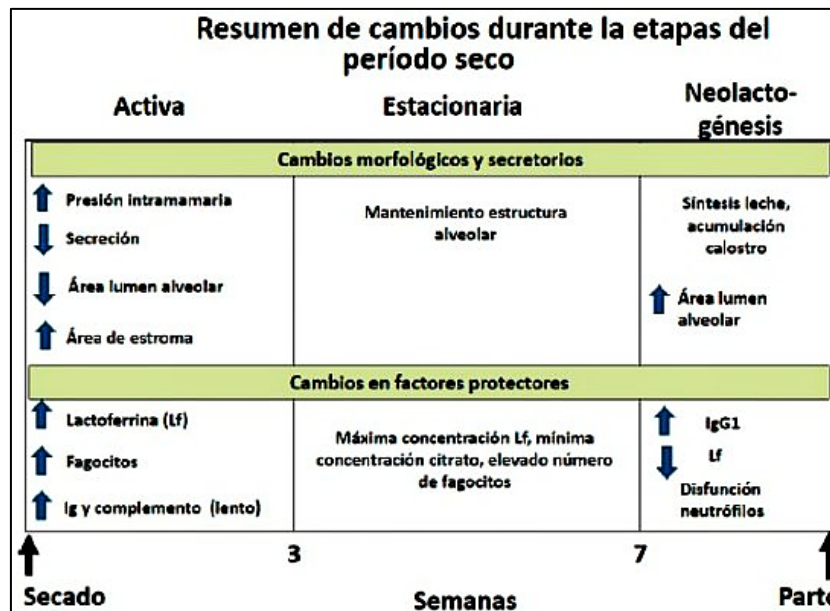 Resumen de cambios durante la etapas del
período seco
Activa
Estacionaria
Neolacto-
génesis
Cambios morfológicos y secretorios
Presión intramamaria
Secreción
Área lumen alveolar
Área de estroma
Mantenimiento estructura
alveolar
Síntesis leche,
acumulación
calostro
Área lumen
alveolar
Cambios en factores protectores
Lactoferrina (Lf)
Fagocitos
Ig y complemento (lento)
Máxima concentración Lf, mínima
concentración citrato, elevado número
de fagocitos
IgG1
Lf
Disfunción
neutrófilos
3
7
Secado
Semanas
Parto